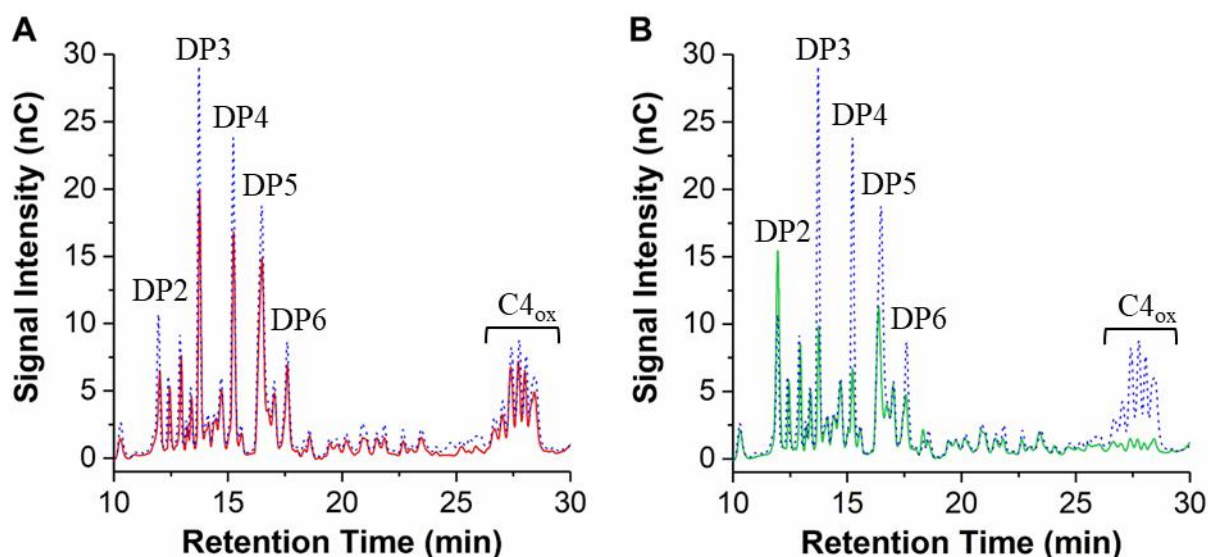 A
Signal Intensity (nC)
30
25
20
15
10
5
0
DP3
DP4
DP5
DP2
DP6
C4ox
10 15 20 25 30
Retention Time (min)
B
Signal Intensity (nC)
30
25
20
15
10
5
0
DP3
DP4
DP5
DP2
DP6
C4ox
10 15 20 25 30
Retention Time (min)